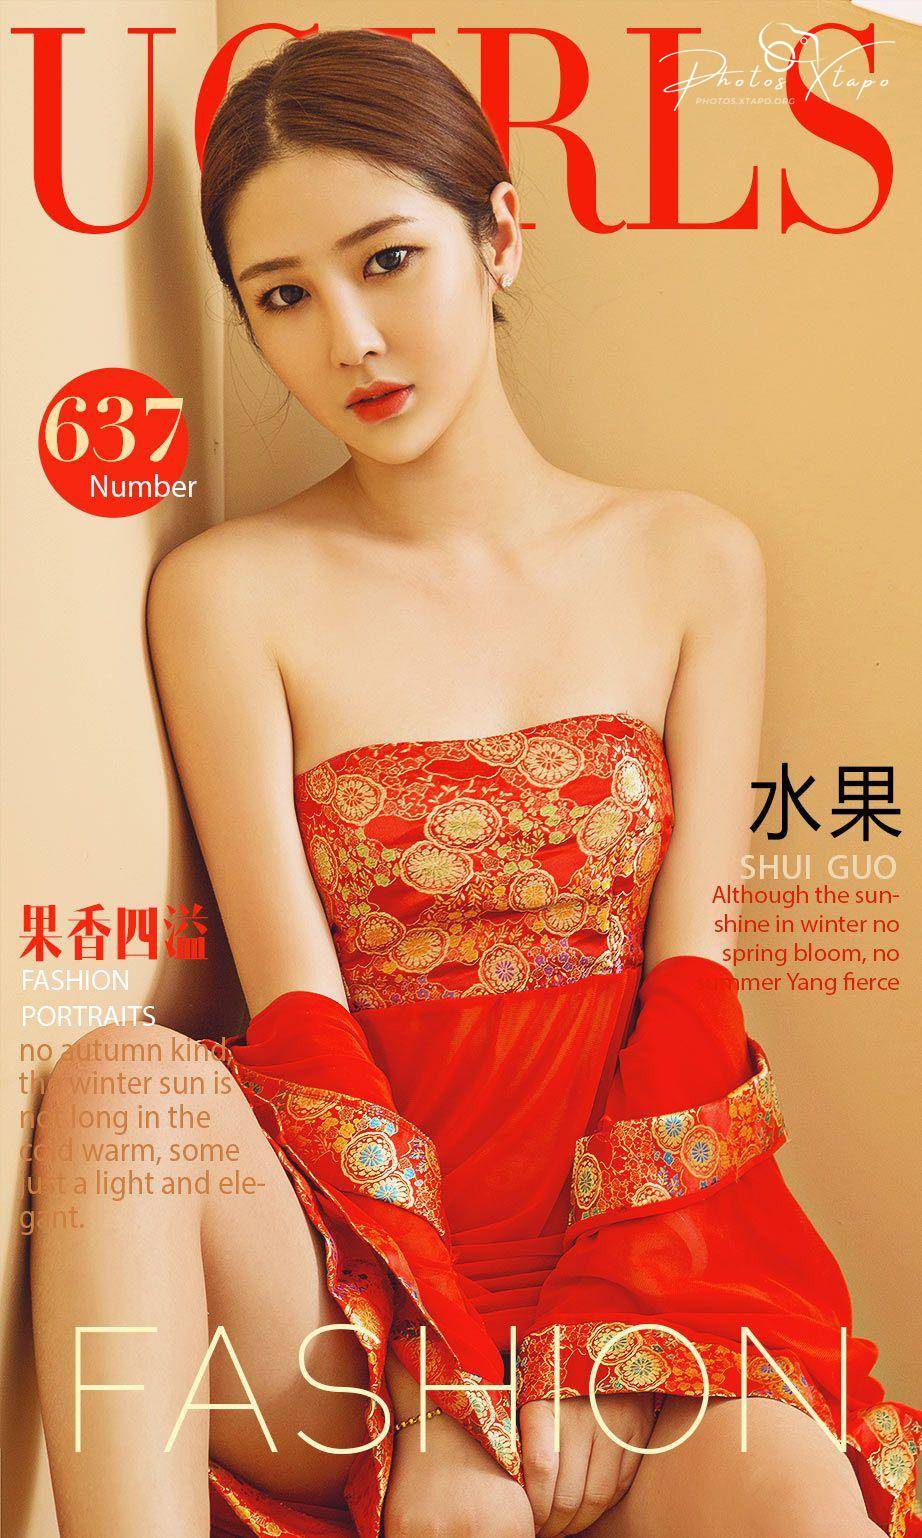 UGIRLS
Photos Xtapo
PHOTOS.XTAPO.ORG
637
Number
水果
SHUI GUO
Although the sun-
shine in winter no
spring bloom, no
summer Yang fierce
果香四溢
FASHION
PORTRAITS
no autumn kind,
the winter sun is
not long in the
cold warm, some
just a light and ele-
gant.
FASHION